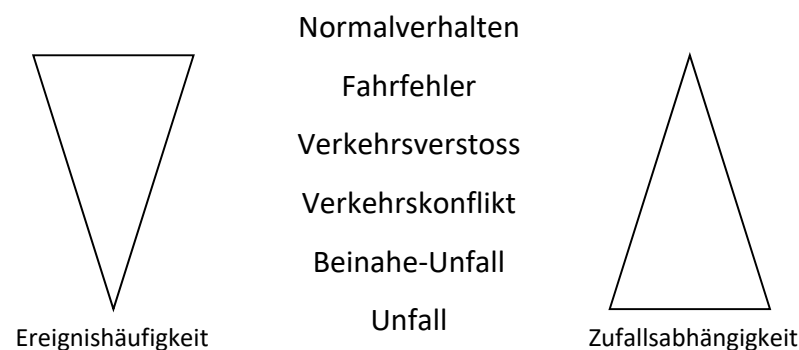 Normalverhalten
Fahrfehler
Verkehrsverstoss
Verkehrskonflikt
Beinahe-Unfall
Unfall
Ereignishäufigkeit
Zufallsabhängigkeit